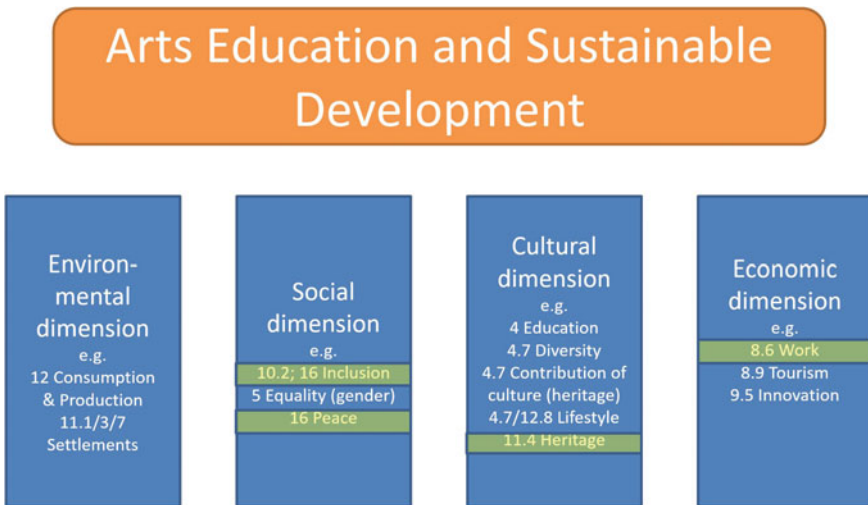 Arts Education and Sustainable
Development
Environ-
mental
dimension
e.g.
12 Consumption
& Production
11.1/3/7
Settlements
Social
dimension
e.g.
10.2; 16 Inclusion
5 Equality (gender)
16 Peace
Cultural
dimension
e.g.
4 Education
4.7 Diversity
4.7 Contribution of
culture (heritage)
4.7/12.8 Lifestyle
11.4 Heritage
Economic
dimension
e.g.
8.6 Work
8.9 Tourism
9.5 Innovation